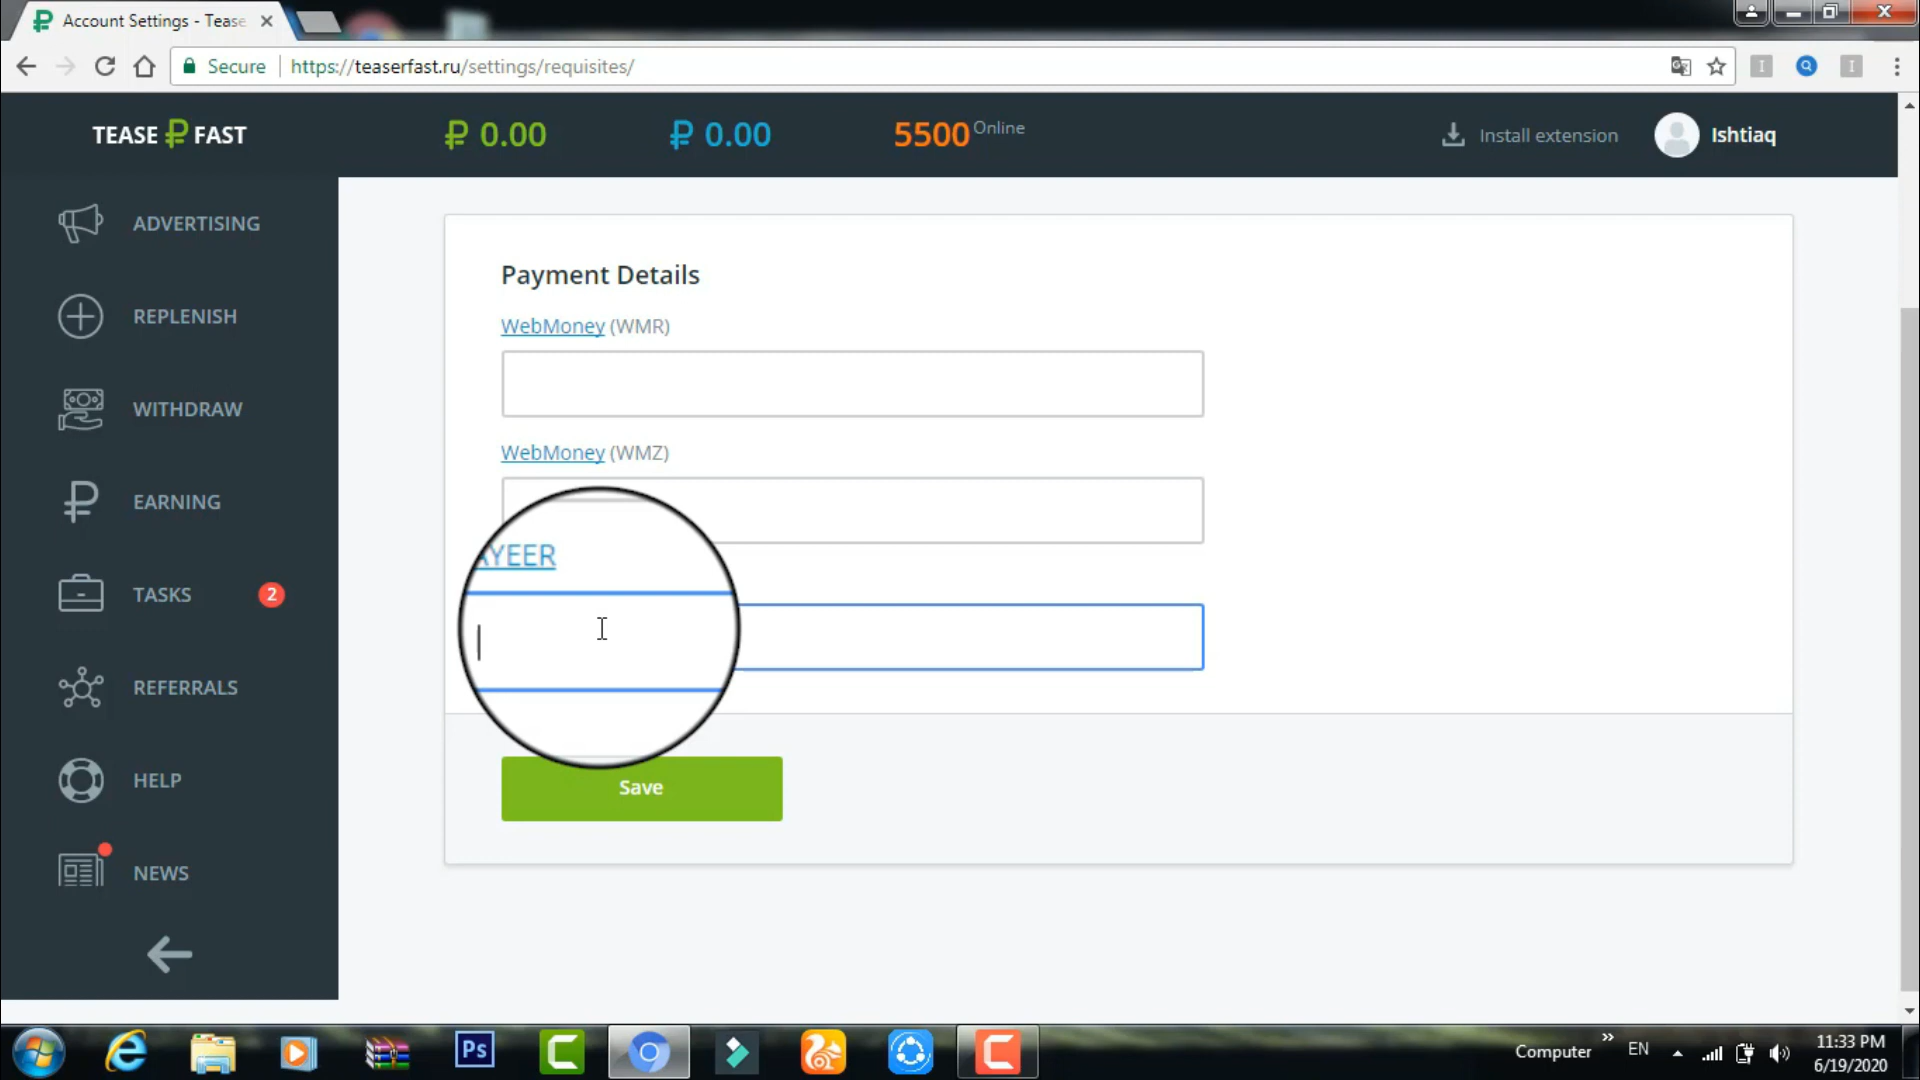 Account Settings - Tease
Secure
https://teaserfast.ru/settings/requisites/
TEASE ₽ FAST
₽ 0.00
₽ 0.00
5500 Online
Install extension
Ishtiaq
ADVERTISING
REPLENISH
WITHDRAW
EARNING
TASKS
2
REFERRALS
HELP
NEWS
Payment Details
WebMoney (WMR)
WebMoney (WMZ)
AYEER
Save
Ps
Computer
EN
11:33 PM
6/19/2020